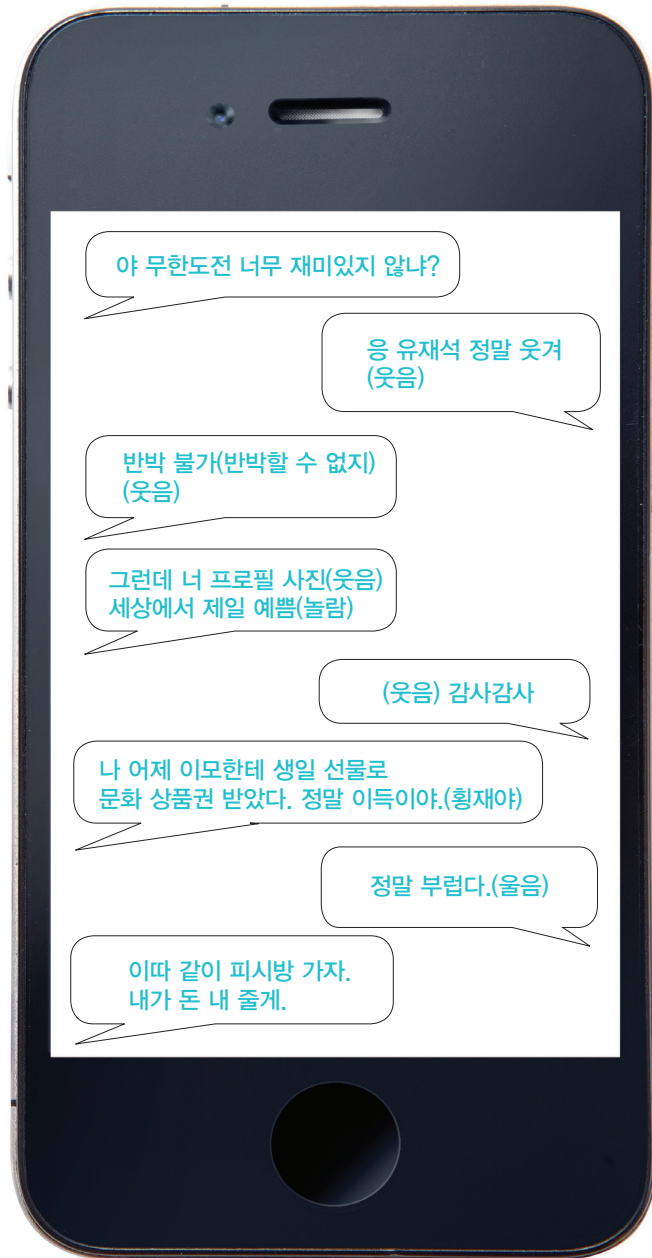 야 무한도전 너무 재미있지 않냐?
응 유재석 정말 웃겨
(웃음)
반박 불가(반박할 수 없지)
(웃음)
그런데 너 프로필 사진(웃음)
세상에서 제일 예쁨(놀람)
(웃음) 감사감사
나 어제 이모한테 생일 선물로
문화 상품권 받았다. 정말 이득이야.(횡재야)
정말 부럽다.(울음)
이따 같이 피시방 가자.
내가 돈 내 줄게.